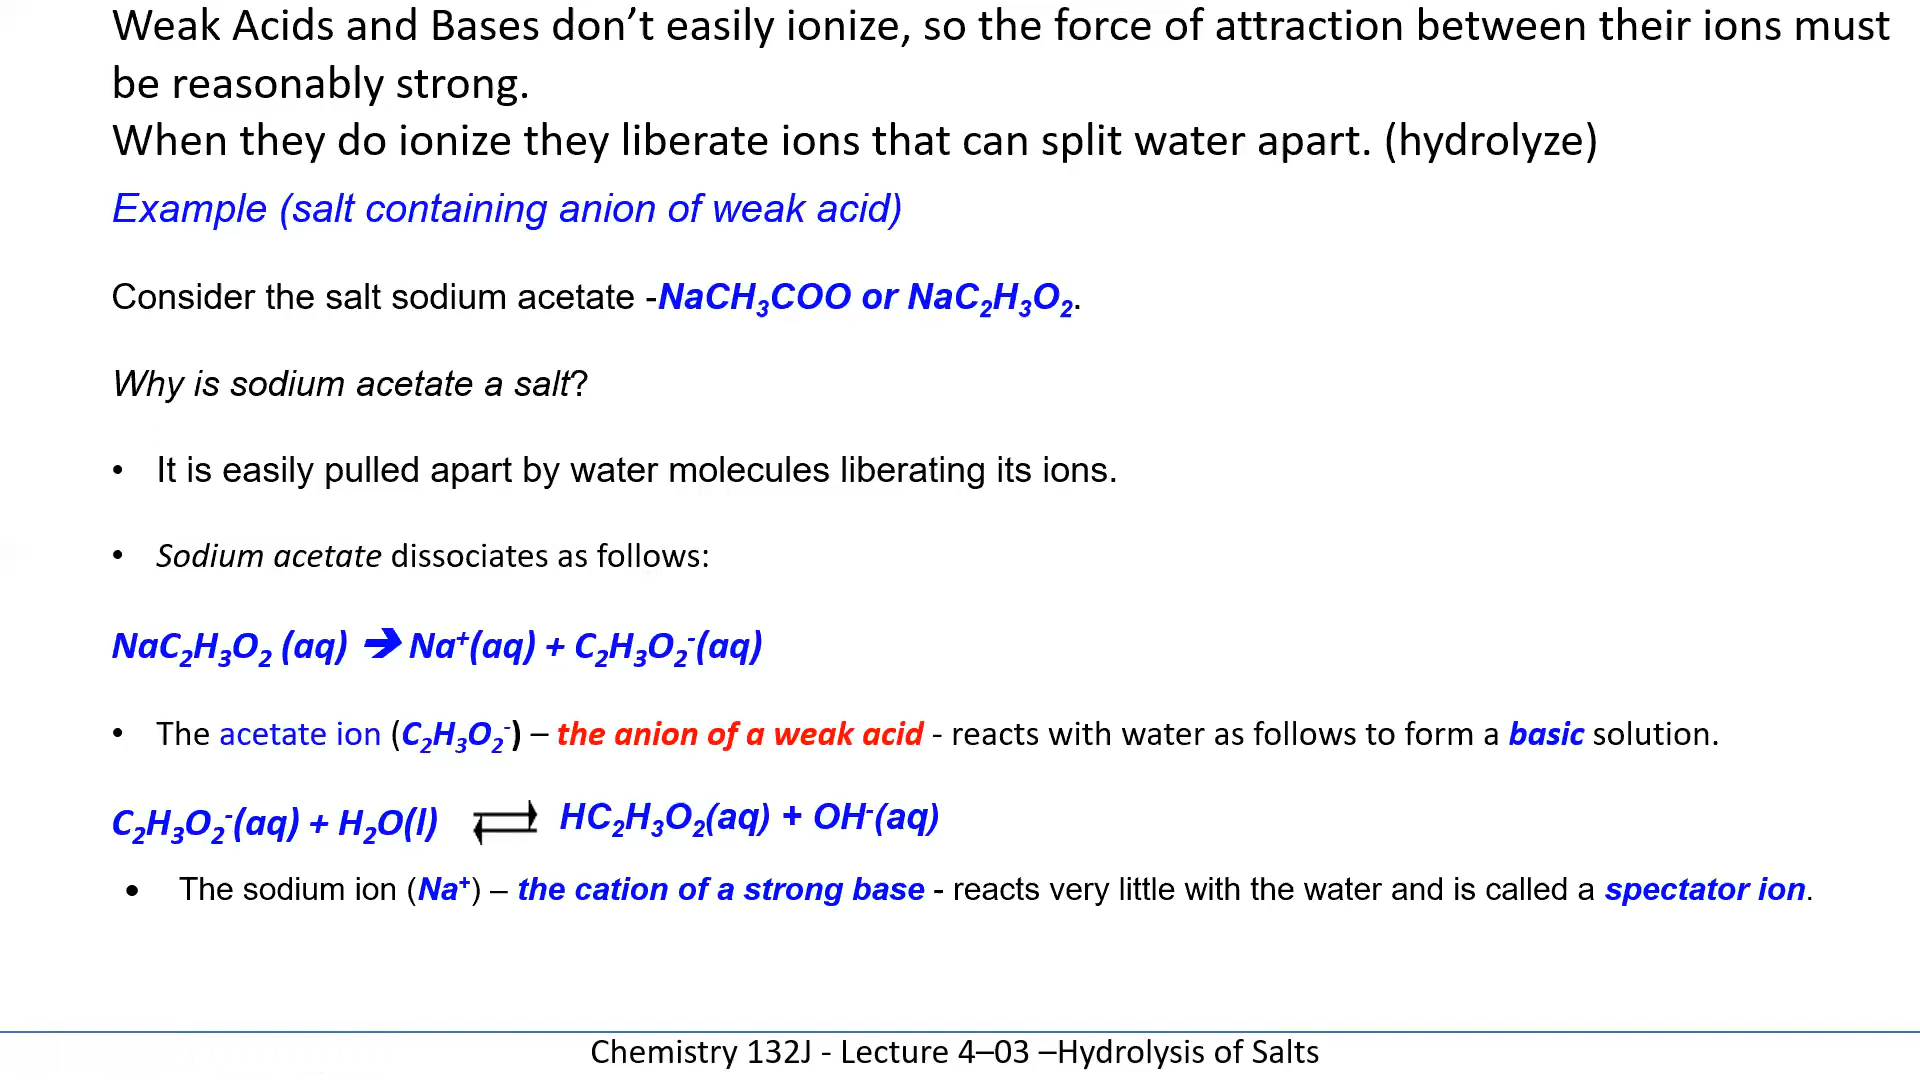 Weak Acids and Bases don’t easily ionize, so the force of attraction between their ions must
be reasonably strong.
When they do ionize they liberate ions that can split water apart. (hydrolyze)
Example (salt containing anion of weak acid)
Consider the salt sodium acetate -NaCH₃COO or NaC₂H₃O₂.
Why is sodium acetate a salt?
• It is easily pulled apart by water molecules liberating its ions.
• Sodium acetate dissociates as follows:
NaC₂H₃O₂ (aq) ➔ Na⁺(aq) + C₂H₃O₂⁻(aq)
• The acetate ion (C₂H₃O₂⁻) – the anion of a weak acid - reacts with water as follows to form a basic solution.
C₂H₃O₂⁻(aq) + H₂O(l) ⇌ HC₂H₃O₂(aq) + OH⁻(aq)
• The sodium ion (Na⁺) – the cation of a strong base - reacts very little with the water and is called a spectator ion.
Chemistry 132J - Lecture 4–03 –Hydrolysis of Salts